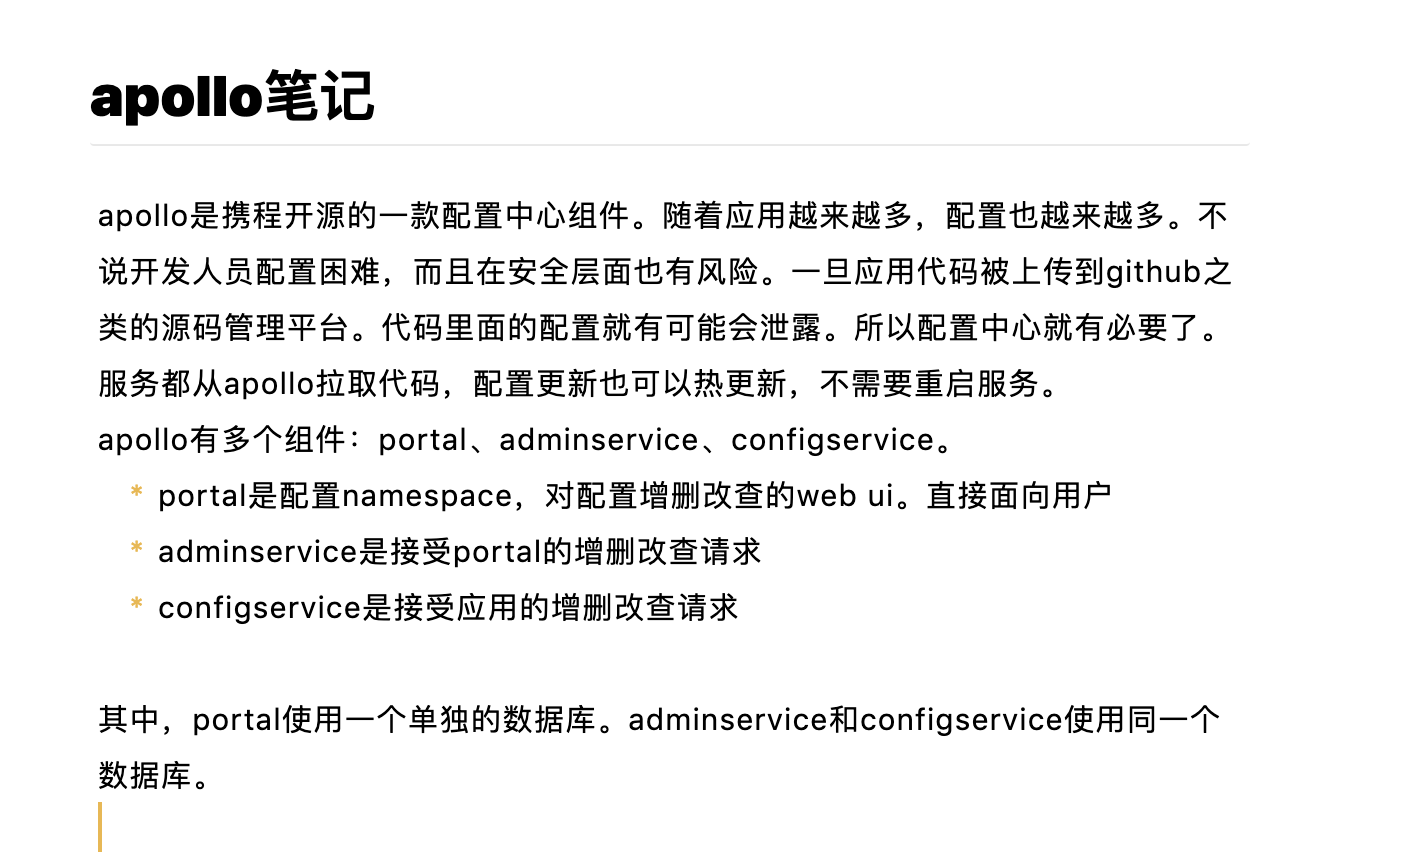 apollo笔记
apollo是携程开源的一款配置中心组件。随着应用越来越多，配置也越来越多。不
说开发人员配置困难，而且在安全层面也有风险。一旦应用代码被上传到github之
类的源码管理平台。代码里面的配置就有可能会泄露。所以配置中心就有必要了。
服务都从apollo拉取代码，配置更新也可以热更新，不需要重启服务。
apollo有多个组件：portal、adminservice、configservice。
* portal是配置namespace，对配置增删改查的web ui。直接面向用户
* adminservice是接受portal的增删改查请求
* configservice是接受应用的增删改查请求
其中，portal使用一个单独的数据库。adminservice和configservice使用同一个
数据库。